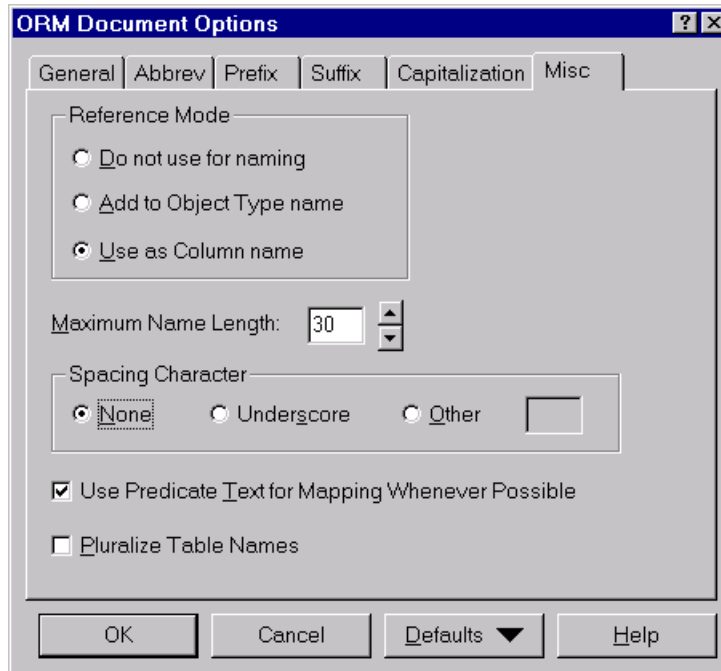 ORM Document Options
General Abbrev Prefix Suffix Capitalization Misc
Reference Mode
Do not use for naming
Add to Object Type name
Use as Column name
Maximum Name Length: 30
Spacing Character
None Underscore Other
Use Predicate Text for Mapping Whenever Possible
Pluralize Table Names
OK Cancel Defaults Help